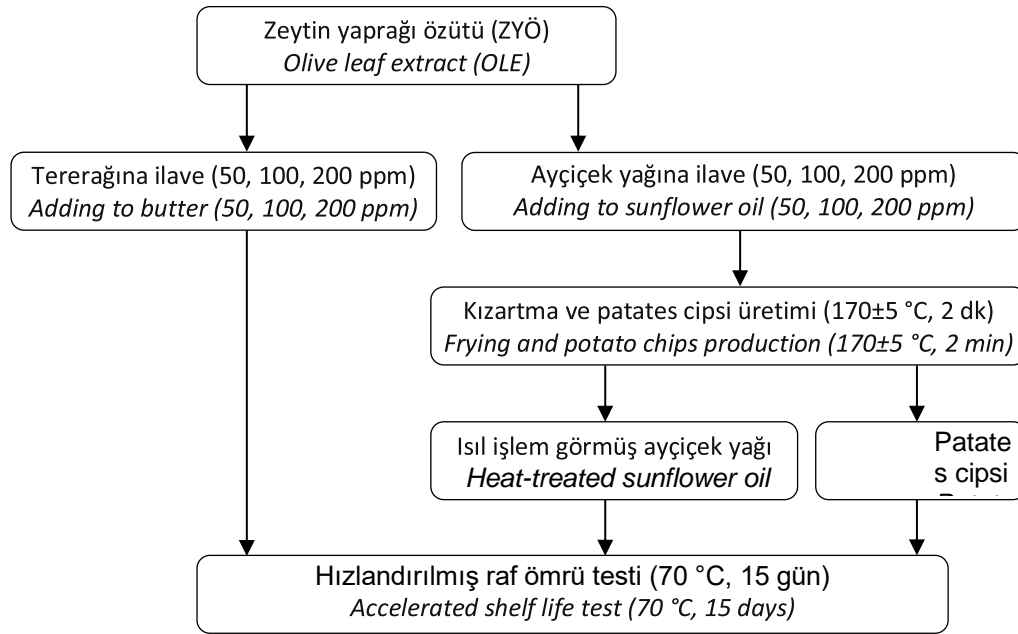 Zeytin yaprağı özütü (ZYÖ)
Olive leaf extract (OLE)
Tererağına ilave (50, 100, 200 ppm)
Adding to butter (50, 100, 200 ppm)
Ayçiçek yağına ilave (50, 100, 200 ppm)
Adding to sunflower oil (50, 100, 200 ppm)
Kızartma ve patates cipsi üretimi (170±5 °C, 2 dk)
Frying and potato chips production (170±5 °C, 2 min)
Isıl işlem görmüş ayçiçek yağı
Heat-treated sunflower oil
Patate
s cipsi
Hızlandırılmış raf ömrü testi (70 °C, 15 gün)
Accelerated shelf life test (70 °C, 15 days)